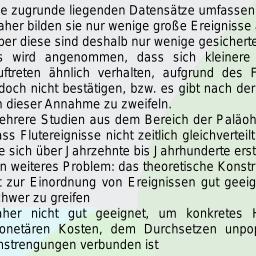 e zugrunde liegenden Datensätze umfassen
aher bilden sie nur wenige große Ereignisse
ber diese sind deshalb nur wenige gesicherte
s wird angenommen, dass sich kleinere
uftreten ähnlich verhalten, aufgrund des F
doch nicht bestätigen, bzw. es gibt nach der
n dieser Annahme zu zweifeln.
ehrere Studien aus dem Bereich der Paläoh
ass Flutereignisse nicht zeitlich gleichverteilt
e sich über Jahrzehnte bis Jahrhunderte erst
n weiteres Problem: das theoretische Konstr
t zur Einordnung von Ereignissen gut geeig
chwer zu greifen
aher nicht gut geeignet, um konkretes H
onetären Kosten, dem Durchsetzen unpop
nstrengungen verbunden ist